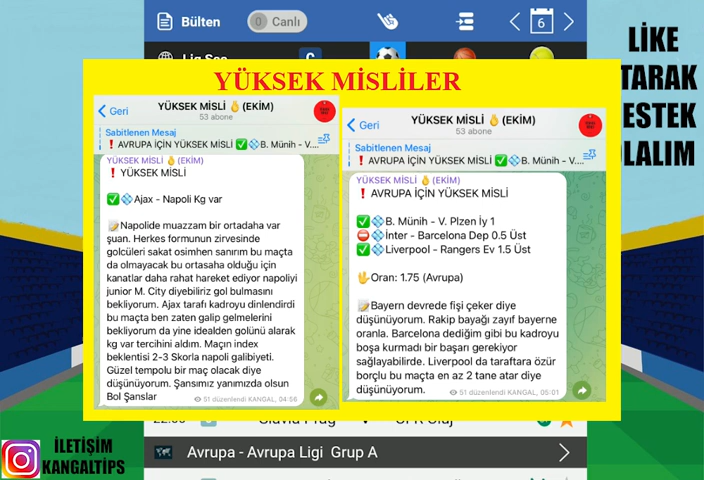 Bülten
0 Canlı
6
LİKE
ATARAK
DESTEK
OLALIM
YÜKSEK MİSLİLER
Geri
YÜKSEK MİSLİ 👌(EKİM)
53 abone
Sabitlenen Mesaj
❗ AVRUPA İÇİN YÜKSEK MİSLİ ✅💠B. Münih - V....
YÜKSEK MİSLİ 👌(EKİM)
❗ YÜKSEK MİSLİ
✅💠Ajax - Napoli Kg var
📝Napolide muazzam bir ortadaha var
şuan. Herkes formunun zirvesinde
golcüleri sakat osimhen sanırım bu maçta
da olmayacak bu ortasaha olduğu için
kanatlar daha rahat hareket ediyor napoliyi
junior M. City diyebiliriz gol bulmasını
bekliyorum. Ajax tarafı kadroyu dinlendirdi
bu maçta ben zaten galip gelmelerini
bekliyorum da yine idealden golünü alarak
kg var tercihini aldım. Maçın index
beklentisi 2-3 Skorla napoli galibiyeti.
Güzel tempolu bir maç olacak diye
düşünüyorum. Şansımız yanımızda olsun
Bol Şanslar
51 düzenlendi KANGAL, 04:56
Geri
YÜKSEK MİSLİ 👌(EKİM)
53 abone
Sabitlenen Mesaj
❗ AVRUPA İÇİN YÜKSEK MİSLİ ✅💠B. Münih - V....
YÜKSEK MİSLİ 👌(EKİM)
❗ AVRUPA İÇİN YÜKSEK MİSLİ
✅💠B. Münih - V. Plzen İy 1
⛔💠İnter - Barcelona Dep 0.5 Üst
✅💠Liverpool - Rangers Ev 1.5 Üst
🖖Oran: 1.75 (Avrupa)
📝Bayern devrede fişi çeker diye
düşünüyorum. Rakip bayağı zayıf bayerne
oranla. Barcelona dediğim gibi bu kadroyu
boşa kurmadı bir başarı gerekiyor
sağlayabilirde. Liverpool da taraftara özür
borçlu bu maçta en az 2 tane atar diye
düşünüyorum.
51 düzenlendi KANGAL, 05:01
Avrupa - Avrupa Ligi Grup A
İLETİŞİM
KANGALTİPS